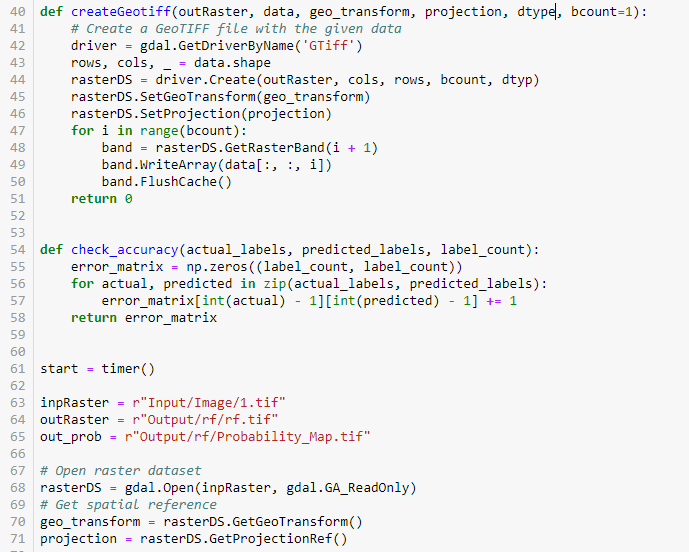 40 def createGeotiff(outRaster, data, geo_transform, projection, dtype, bcount=1):
41     # Create a GeoTIFF file with the given data
42     driver = gdal.GetDriverByName('GTiff')
43     rows, cols, _ = data.shape
44     rasterDS = driver.Create(outRaster, cols, rows, bcount, dtyp)
45     rasterDS.SetGeoTransform(geo_transform)
46     rasterDS.SetProjection(projection)
47     for i in range(bcount):
48         band = rasterDS.GetRasterBand(i + 1)
49         band.WriteArray(data[:, :, i])
50         band.FlushCache()
51     return 0
52
53
54 def check_accuracy(actual_labels, predicted_labels, label_count):
55     error_matrix = np.zeros((label_count, label_count))
56     for actual, predicted in zip(actual_labels, predicted_labels):
57         error_matrix[int(actual) - 1][int(predicted) - 1] += 1
58     return error_matrix
59
60
61 start = timer()
62
63 inpRaster = r"Input/Image/1.tif"
64 outRaster = r"Output/rf/rf.tif"
65 out_prob = r"Output/rf/Probability_Map.tif"
66
67 # Open raster dataset
68 rasterDS = gdal.Open(inpRaster, gdal.GA_ReadOnly)
69 # Get spatial reference
70 geo_transform = rasterDS.GetGeoTransform()
71 projection = rasterDS.GetProjectionRef()